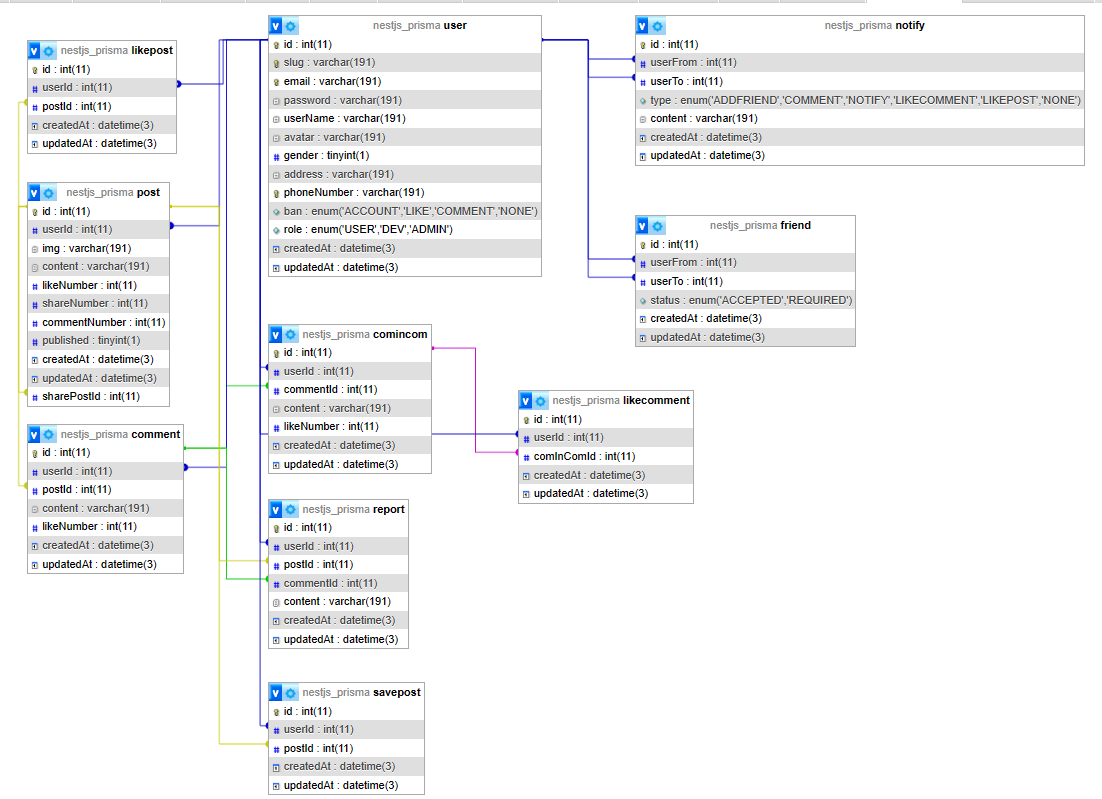 nestjs_prisma likepost
id : int(11)
userId : int(11)
postId : int(11)
createdAt : datetime(3)
updatedAt : datetime(3)
nestjs_prisma post
id : int(11)
userId : int(11)
img : varchar(191)
content : varchar(191)
likeNumber : int(11)
shareNumber : int(11)
commentNumber : int(11)
published : tinyint(1)
createdAt : datetime(3)
updatedAt : datetime(3)
sharePostId : int(11)
nestjs_prisma comment
id : int(11)
userId : int(11)
postId : int(11)
content : varchar(191)
likeNumber : int(11)
createdAt : datetime(3)
updatedAt : datetime(3)
nestjs_prisma user
id : int(11)
slug : varchar(191)
email : varchar(191)
password : varchar(191)
userName : varchar(191)
avatar : varchar(191)
gender : tinyint(1)
address : varchar(191)
phoneNumber : varchar(191)
ban : enum('ACCOUNT','LIKE','COMMENT','NONE')
role : enum('USER','DEV','ADMIN')
createdAt : datetime(3)
updatedAt : datetime(3)
nestjs_prisma comincom
id : int(11)
userId : int(11)
commentId : int(11)
content : varchar(191)
likeNumber : int(11)
createdAt : datetime(3)
updatedAt : datetime(3)
nestjs_prisma report
id : int(11)
userId : int(11)
postId : int(11)
commentId : int(11)
content : varchar(191)
createdAt : datetime(3)
updatedAt : datetime(3)
nestjs_prisma savepost
id : int(11)
userId : int(11)
postId : int(11)
createdAt : datetime(3)
updatedAt : datetime(3)
nestjs_prisma notify
id : int(11)
userFrom : int(11)
userTo : int(11)
type : enum('ADDFRIEND','COMMENT','NOTIFY','LIKECOMMENT','LIKEPOST','NONE')
content : varchar(191)
createdAt : datetime(3)
updatedAt : datetime(3)
nestjs_prisma friend
id : int(11)
userFrom : int(11)
userTo : int(11)
status : enum('ACCEPTED','REQUIRED')
createdAt : datetime(3)
updatedAt : datetime(3)
nestjs_prisma likecomment
id : int(11)
userId : int(11)
comInComId : int(11)
createdAt : datetime(3)
updatedAt : datetime(3)